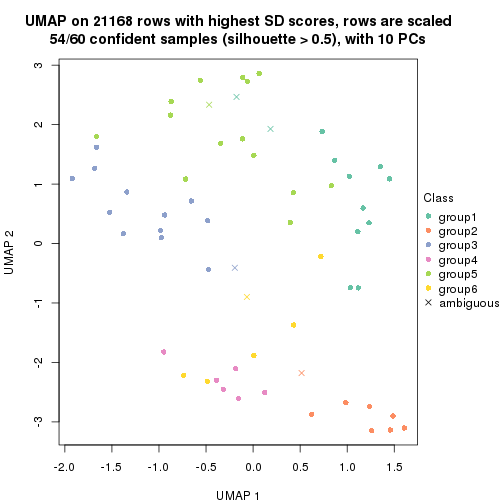 UMAP on 21168 rows with highest SD scores, rows are scaled
54/60 confident samples (silhouette > 0.5), with 10 PCs
3
2
1
0
-1
-2
-3
UMAP 2
-2.0
-1.5
-1.0
-0.5
0.0
0.5
1.0
1.5
UMAP 1
Class
group1
group2
group3
group4
group5
group6
ambiguous